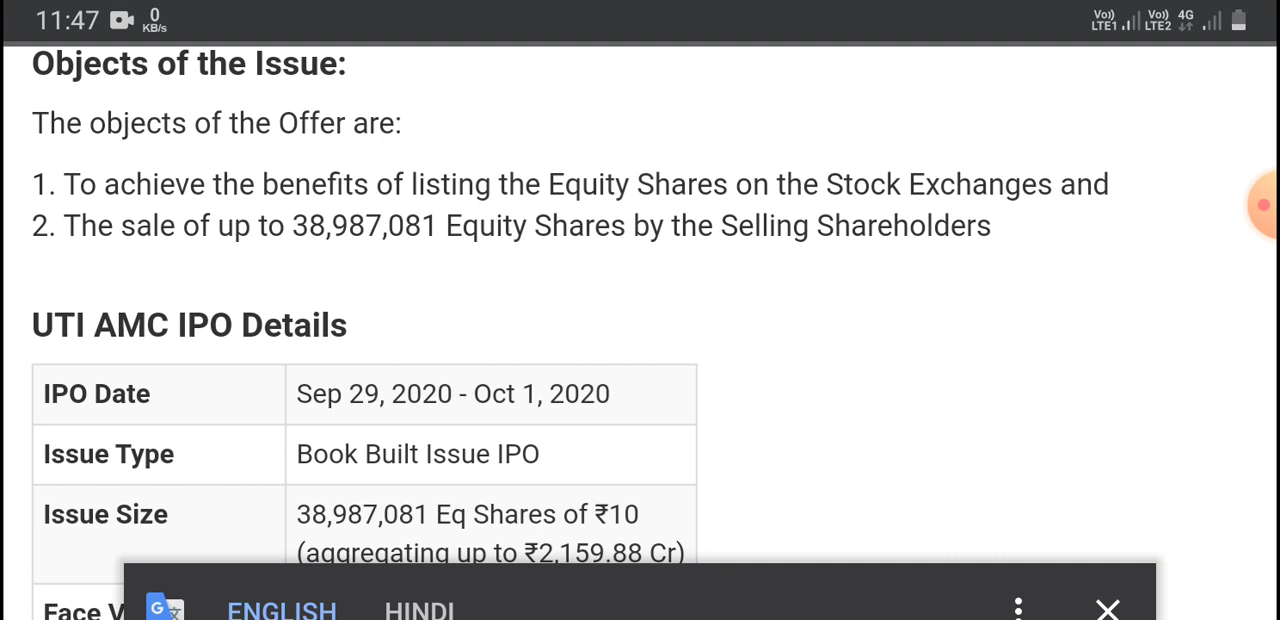 11:47 0 KB/s Vo)) LTE1 Vo)) LTE2 4G
Objects of the Issue:
The objects of the Offer are:
1. To achieve the benefits of listing the Equity Shares on the Stock Exchanges and
2. The sale of up to 38,987,081 Equity Shares by the Selling Shareholders
UTI AMC IPO Details
IPO Date Sep 29, 2020 - Oct 1, 2020
Issue Type Book Built Issue IPO
Issue Size 38,987,081 Eq Shares of ₹10
(aggregating up to ₹2,159.88 Cr)
Face V
G 文 ENGLISH HINDI